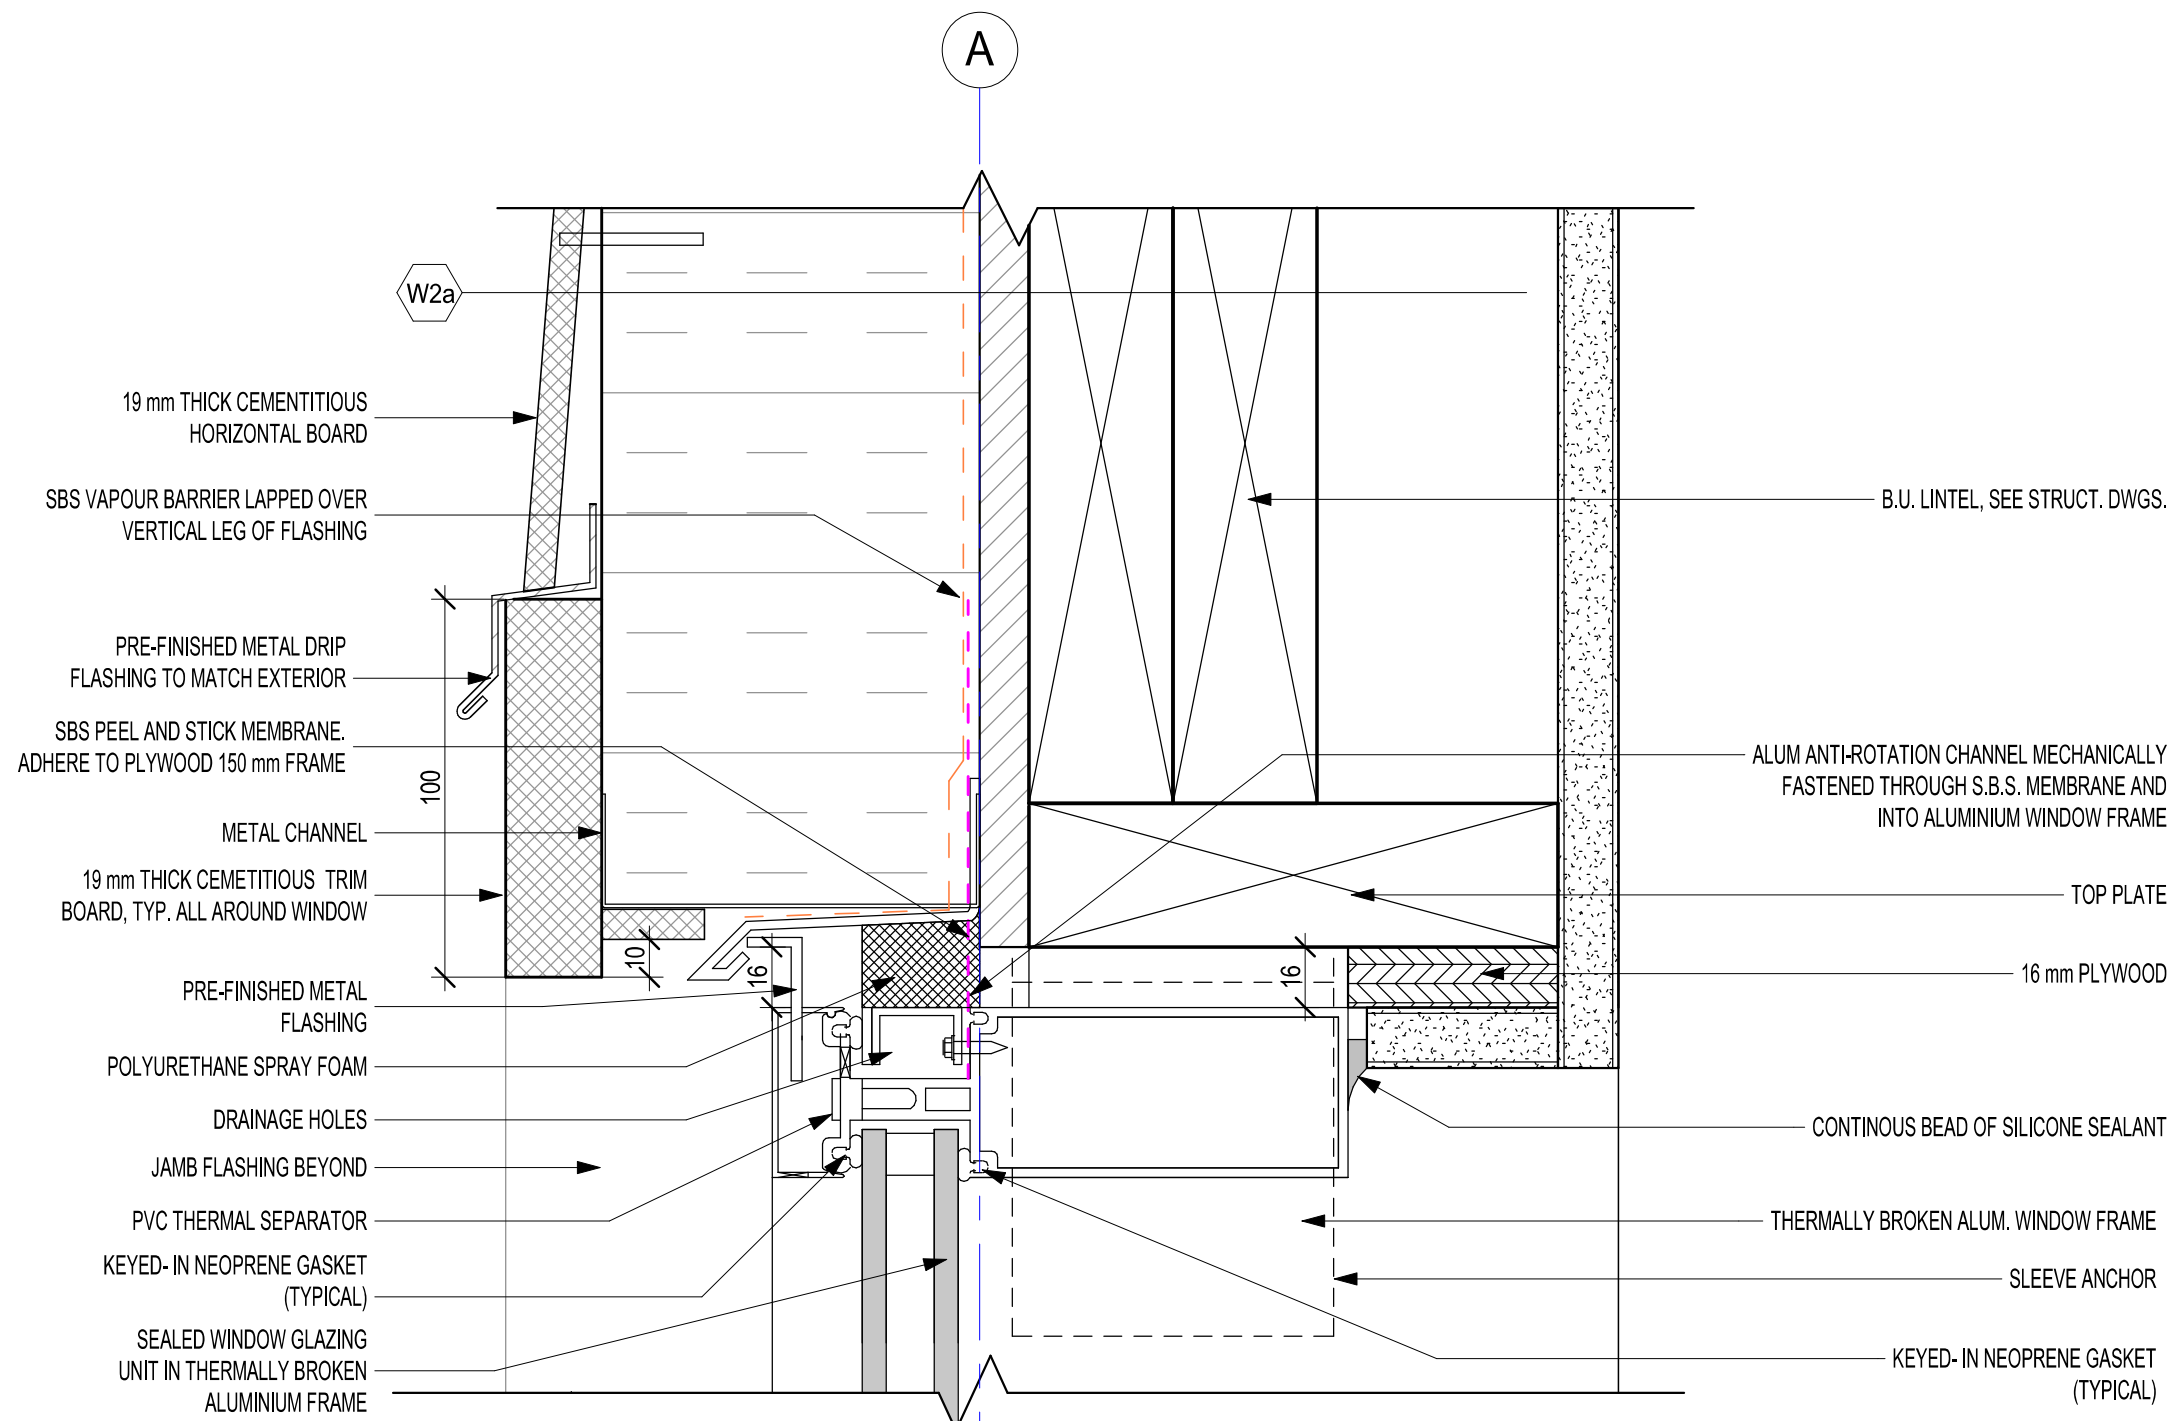 A
W2a
19 mm THICK CEMENTITIOUS
HORIZONTAL BOARD
SBS VAPOUR BARRIER LAPPED OVER
VERTICAL LEG OF FLASHING
PRE-FINISHED METAL DRIP
FLASHING TO MATCH EXTERIOR
SBS PEEL AND STICK MEMBRANE.
ADHERE TO PLYWOOD 150 mm FRAME
METAL CHANNEL
19 mm THICK CEMETITIOUS TRIM
BOARD, TYP. ALL AROUND WINDOW
PRE-FINISHED METAL
FLASHING
POLYURETHANE SPRAY FOAM
DRAINAGE HOLES
JAMB FLASHING BEYOND
PVC THERMAL SEPARATOR
KEYED- IN NEOPRENE GASKET
(TYPICAL)
SEALED WINDOW GLAZING
UNIT IN THERMALLY BROKEN
ALUMINIUM FRAME
100
10
16
16
B.U. LINTEL, SEE STRUCT. DWGS.
ALUM ANTI-ROTATION CHANNEL MECHANICALLY
FASTENED THROUGH S.B.S. MEMBRANE AND
INTO ALUMINIUM WINDOW FRAME
TOP PLATE
16 mm PLYWOOD
CONTINOUS BEAD OF SILICONE SEALANT
THERMALLY BROKEN ALUM. WINDOW FRAME
SLEEVE ANCHOR
KEYED- IN NEOPRENE GASKET
(TYPICAL)